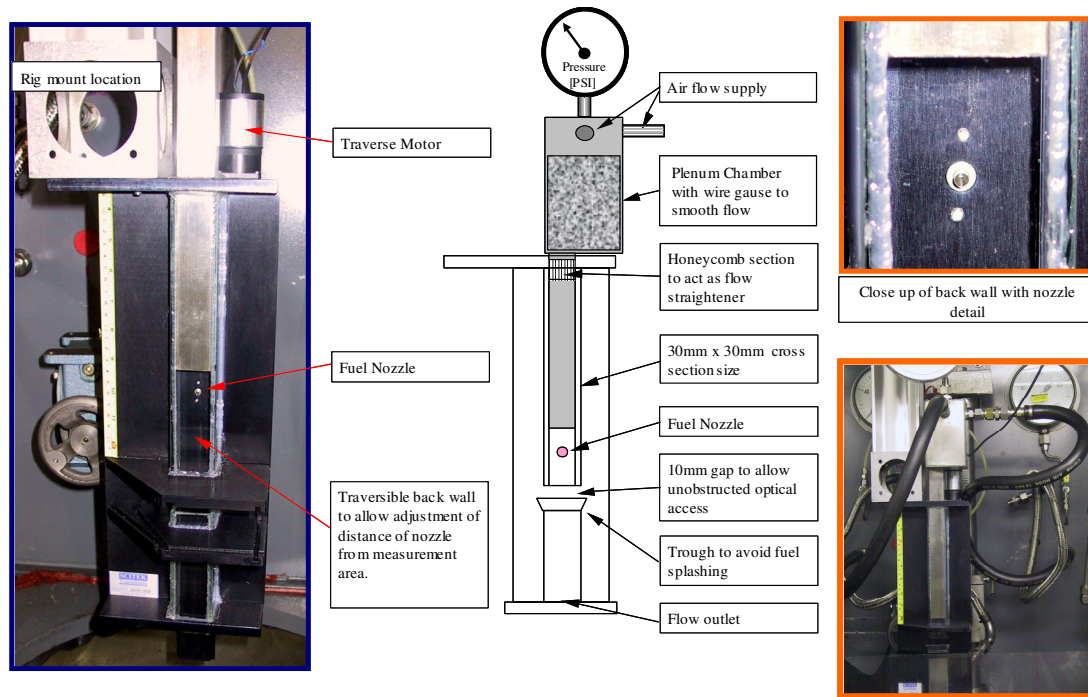 Rig mount location
Traverse Motor
Fuel Nozzle
Traversible back wall
to allow adjustment of
distance of nozzle
from measurement
area.
SCITEK
Pressure
[PSI]
Air flow supply
Plenum Chamber
with wire gause to
smooth flow
Honeycomb section
to act as flow
straightener
30mm x 30mm cross
section size
Fuel Nozzle
10mm gap to allow
unobstructed optical
access
Trough to avoid fuel
splashing
Flow outlet
Close up of back wall with nozzle
detail